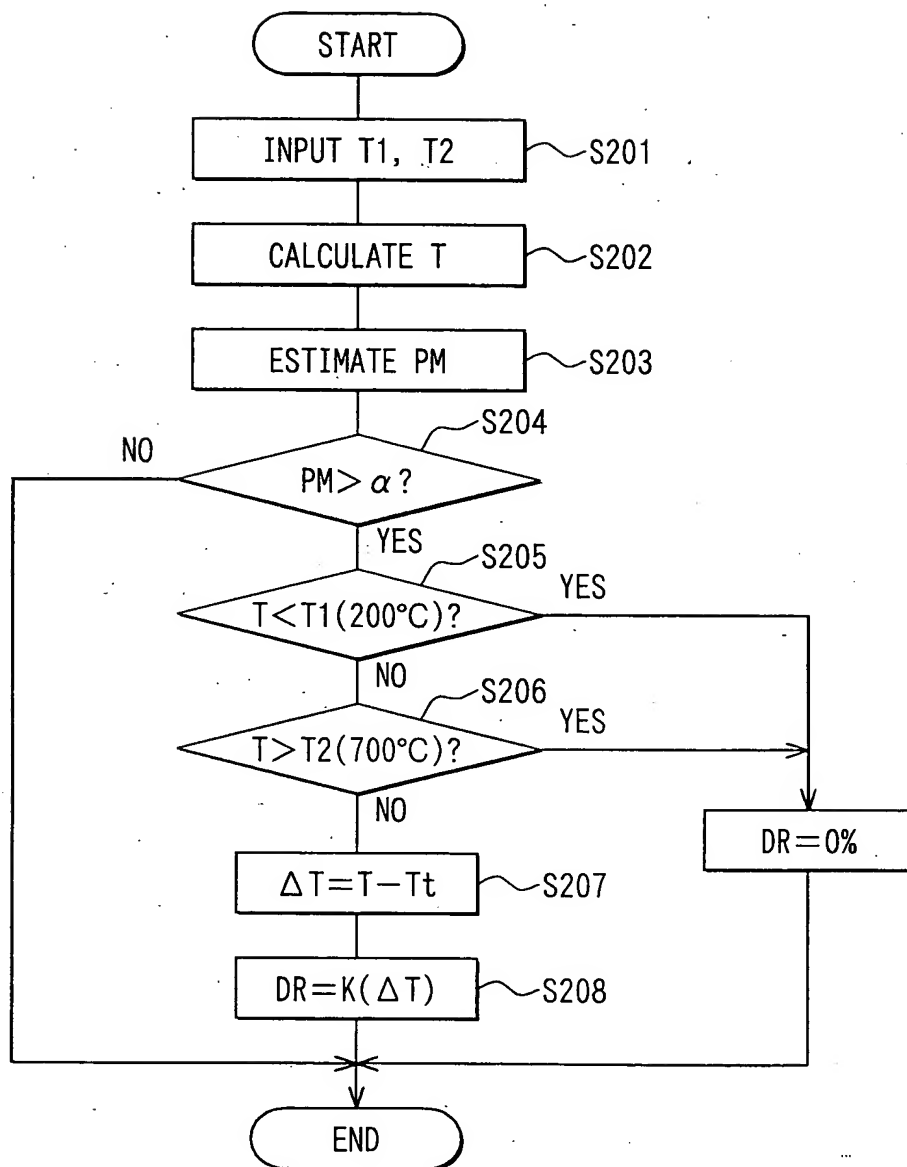 START
INPUT T1, T2
S201
CALCULATE T
S202
ESTIMATE PM
S203
S204
NO
PM>α?
YES
S205
T<T1(200°C)?
YES
NO
S206
T>T2(700°C)?
YES
NO
DR=0%
ΔT=T−Tt
S207
DR=K(ΔT)
S208
END